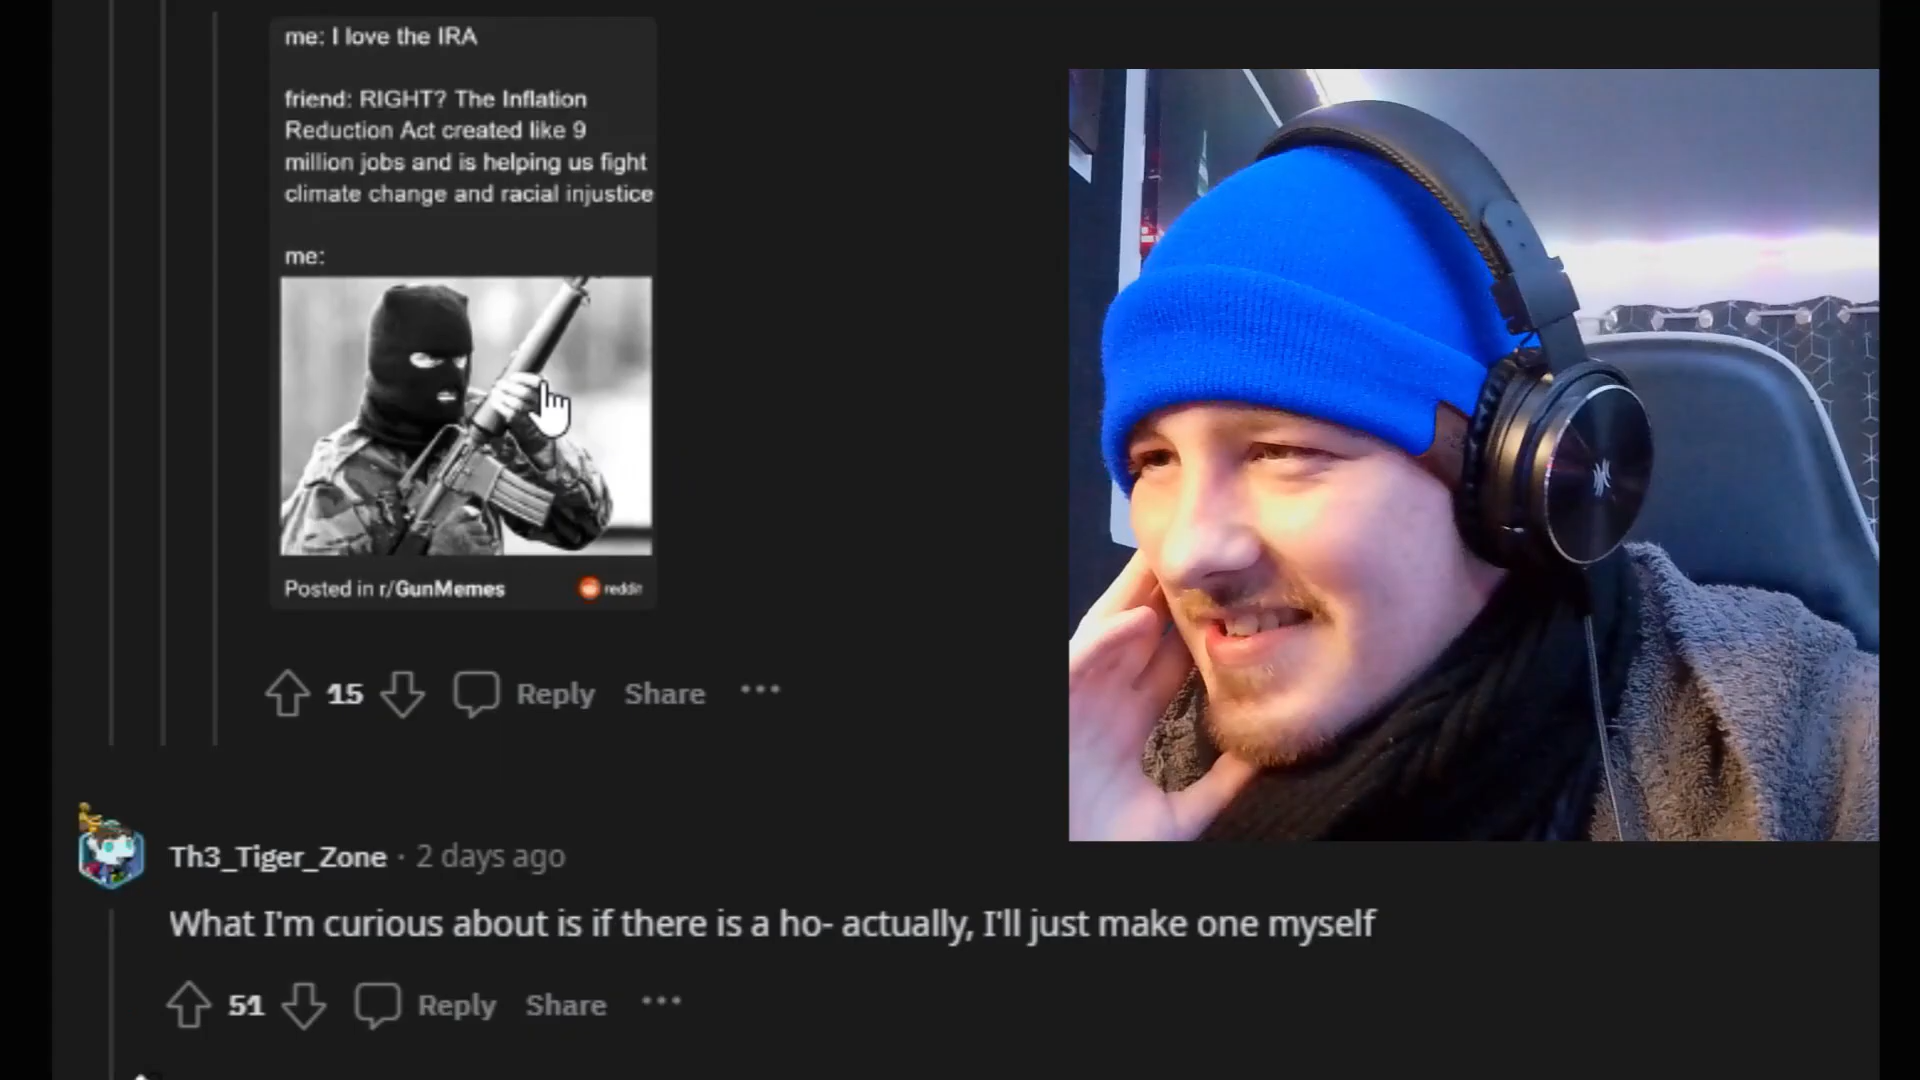 me: I love the IRA
friend: RIGHT? The Inflation
Reduction Act created like 9
million jobs and is helping us fight
climate change and racial injustice
me:
Posted in r/GunMemes
reddit
15
Reply
Share
Th3_Tiger_Zone · 2 days ago
What I'm curious about is if there is a ho- actually, I'll just make one myself
51
Reply
Share